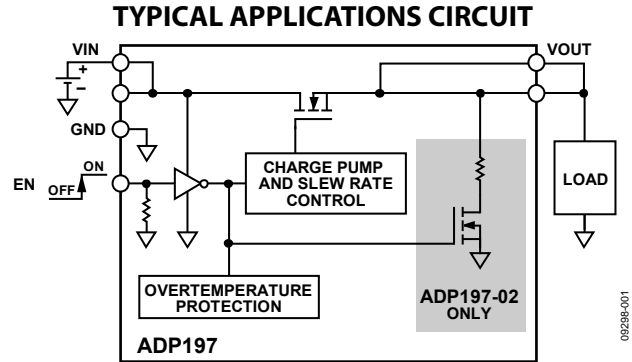 TYPICAL APPLICATIONS CIRCUIT
VIN
VOUT
+
–
GND
EN
OFF
ON
CHARGE PUMP
AND SLEW RATE
CONTROL
LOAD
OVERTEMPERATURE
PROTECTION
ADP197-02
ONLY
ADP197
09298-001